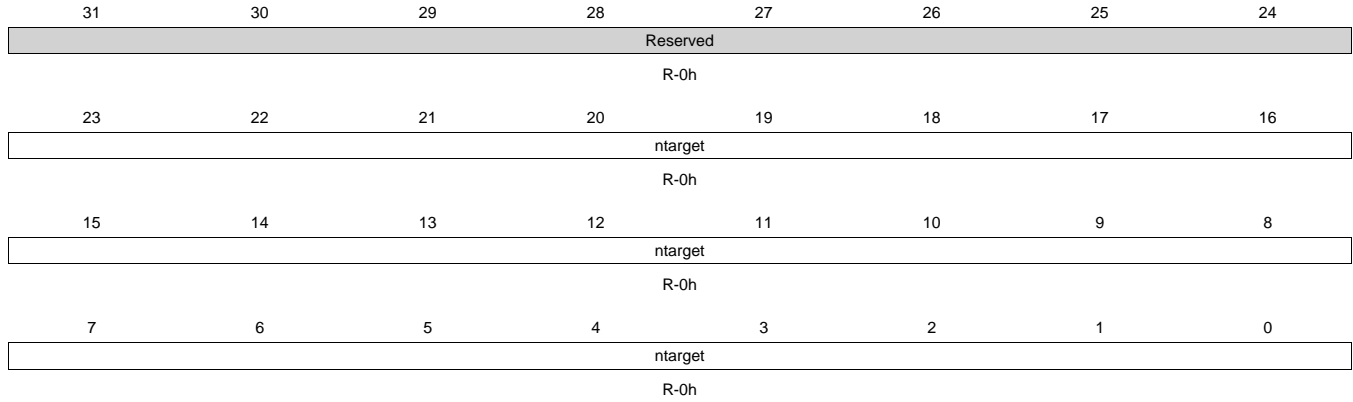 31 30 29 28 27 26 25 24
Reserved
R-0h
23 22 21 20 19 18 17 16
ntarget
R-0h
15 14 13 12 11 10 9 8
ntarget
R-0h
7 6 5 4 3 2 1 0
ntarget
R-0h